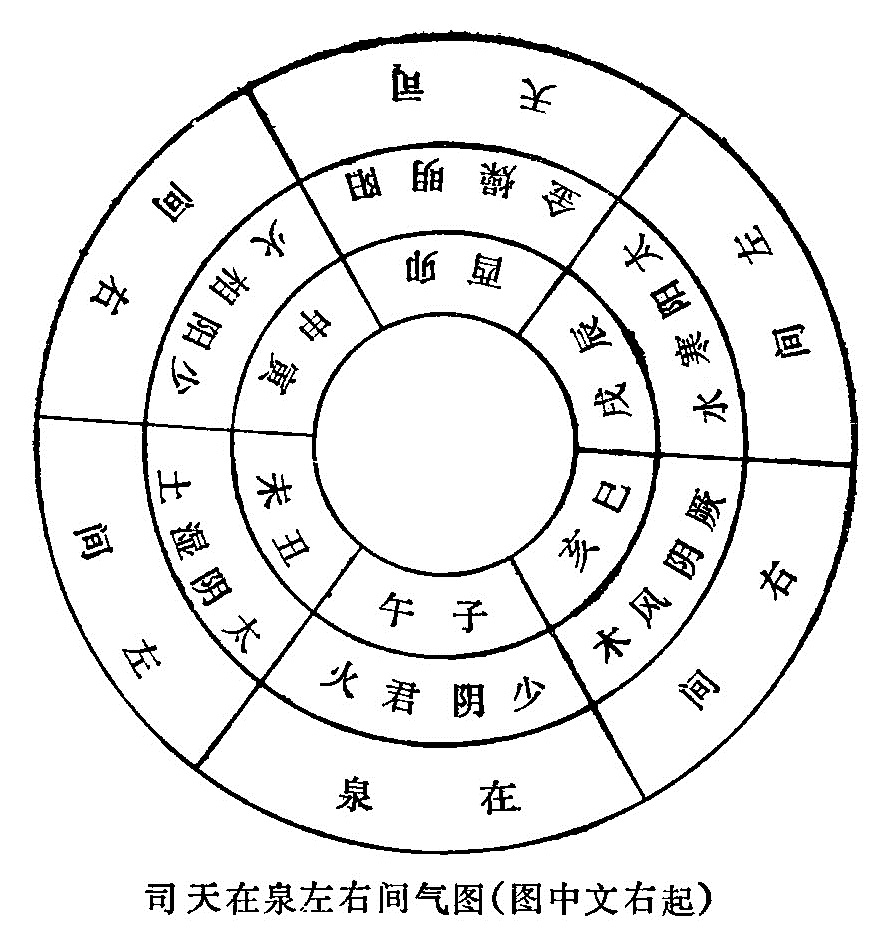 司天
阳明燥金
卯酉
左间
太阳寒水
辰戌
右间
厥阴风木
巳亥
在泉
少阴君火
子午
左间
太阴湿土
丑未
右间
少阳相火
寅申
司天在泉左右间气图(图中文右起)